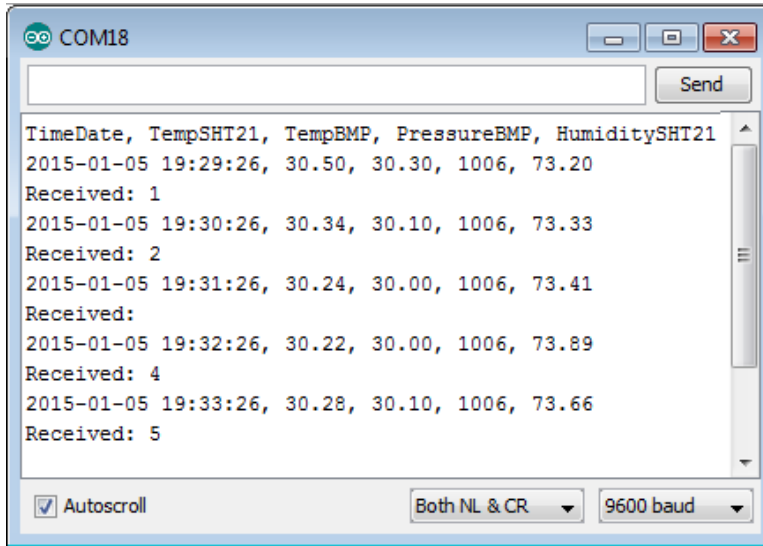 COM18
Send
TimeDate, TempSHT21, TempBMP, PressureBMP, HumiditySHT21
2015-01-05 19:29:26, 30.50, 30.30, 1006, 73.20
Received: 1
2015-01-05 19:30:26, 30.34, 30.10, 1006, 73.33
Received: 2
2015-01-05 19:31:26, 30.24, 30.00, 1006, 73.41
Received:
2015-01-05 19:32:26, 30.22, 30.00, 1006, 73.89
Received: 4
2015-01-05 19:33:26, 30.28, 30.10, 1006, 73.66
Received: 5
Autoscroll Both NL & CR 9600 baud